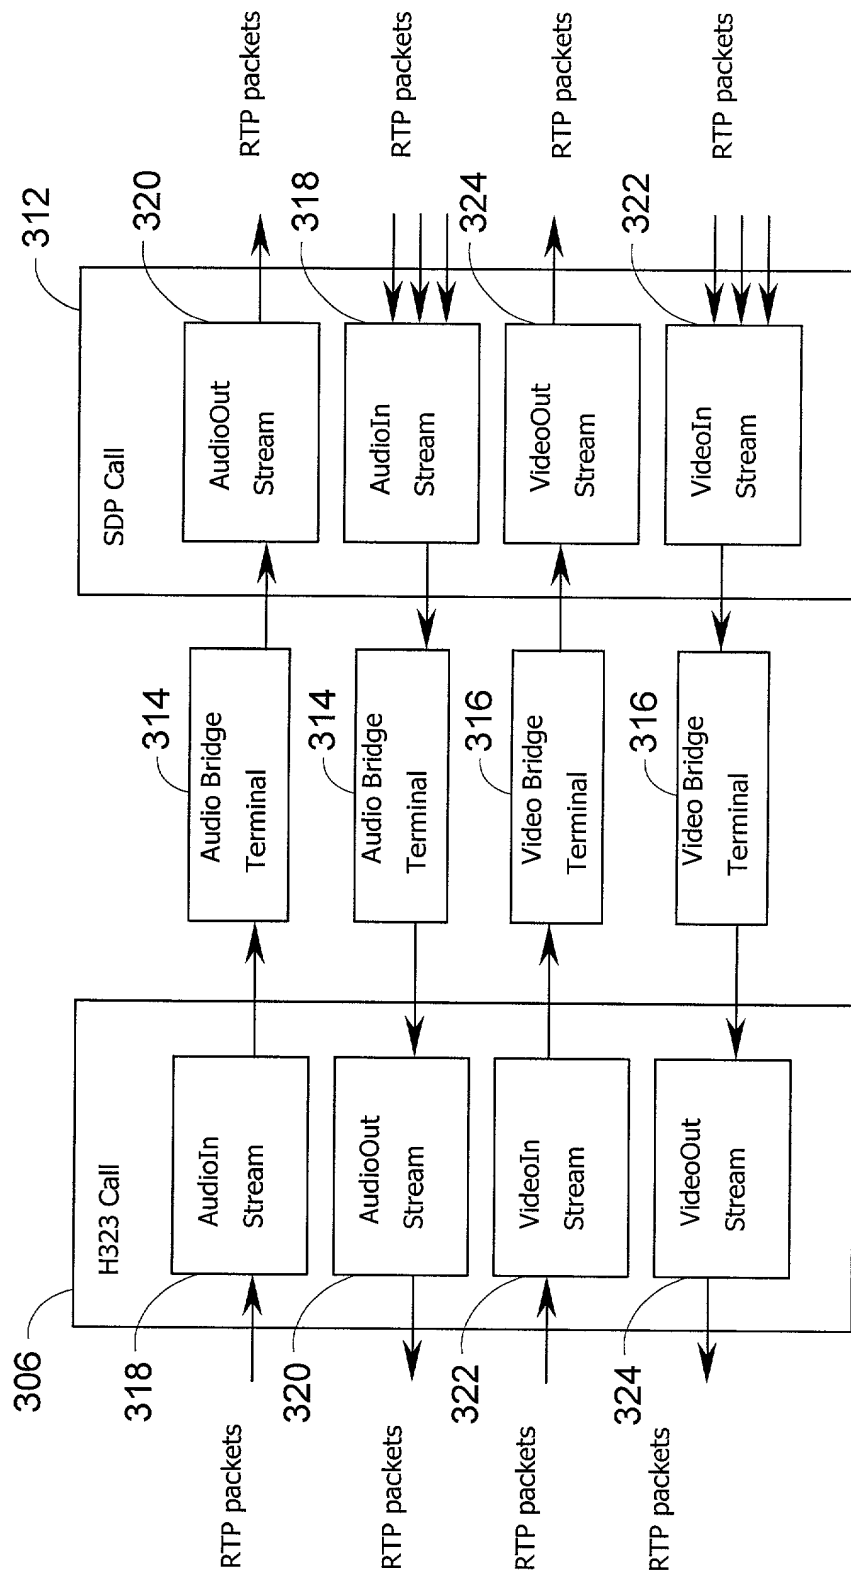 306
H323 Call
312
SDP Call
RTP packets
318
AudioIn
Stream
314
Audio Bridge
Terminal
AudioOut
Stream
320
RTP packets
RTP packets
320
AudioOut
Stream
314
Audio Bridge
Terminal
AudioIn
Stream
318
RTP packets
RTP packets
322
VideoIn
Stream
316
Video Bridge
Terminal
VideoOut
Stream
324
RTP packets
RTP packets
324
VideoOut
Stream
316
Video Bridge
Terminal
VideoIn
Stream
322
RTP packets